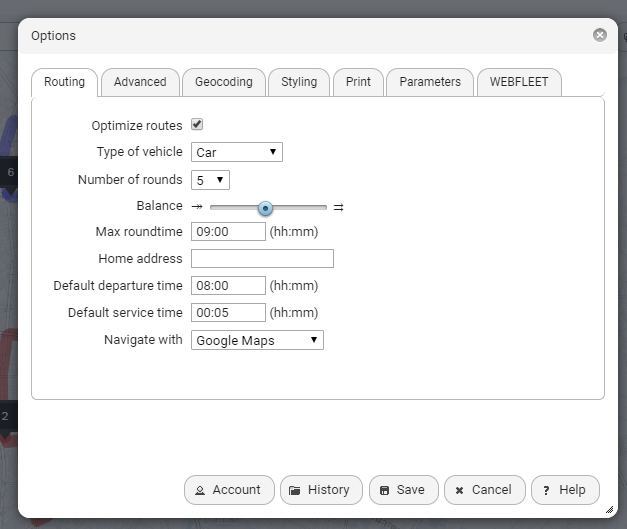 Options
Routing Advanced Geocoding Styling Print Parameters WEBFLEET
Optimize routes
Type of vehicle Car
Number of rounds 5
Balance
Max roundtime 09:00 (hh:mm)
Home address
Default departure time 08:00 (hh:mm)
Default service time 00:05 (hh:mm)
Navigate with Google Maps
Account History Save Cancel ? Help
6
2